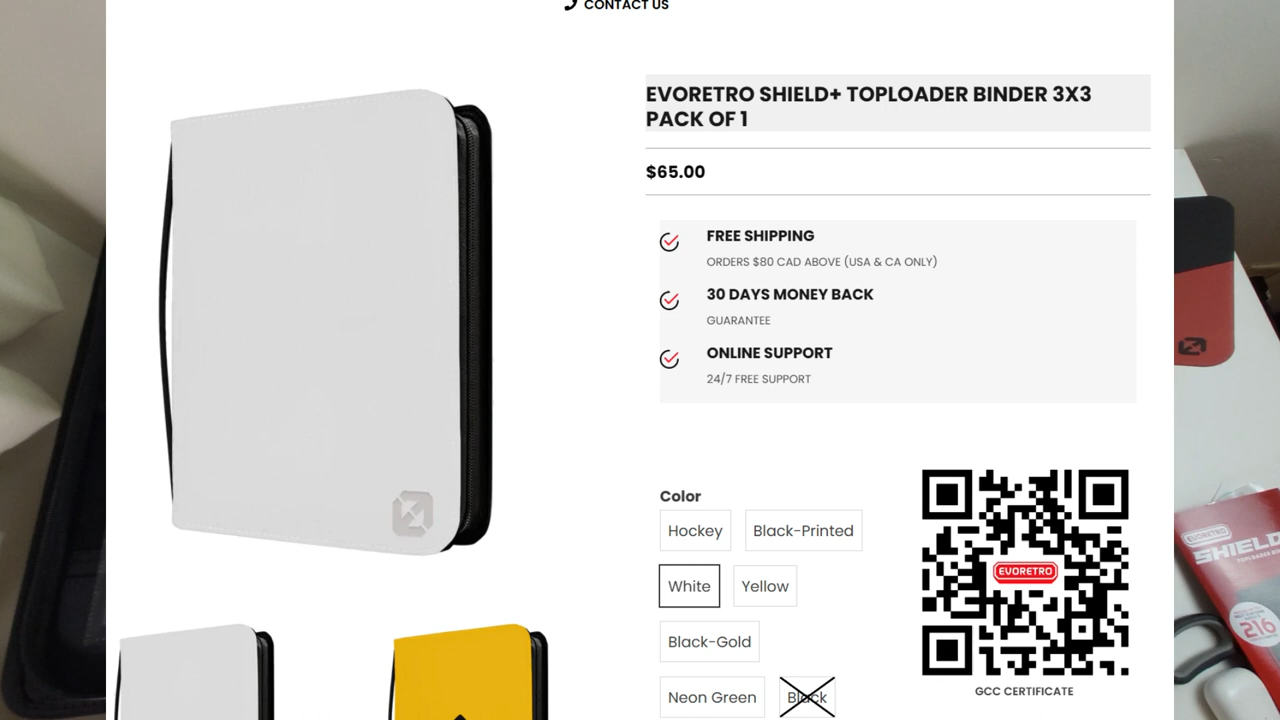 CONTACT US
EVORETRO SHIELD+ TOPLOADER BINDER 3X3
PACK OF 1
$65.00
FREE SHIPPING
ORDERS $80 CAD ABOVE (USA & CA ONLY)
30 DAYS MONEY BACK
GUARANTEE
ONLINE SUPPORT
24/7 FREE SUPPORT
Color
Hockey
Black-Printed
White
Yellow
Black-Gold
Neon Green
Black
EVORETRO
GCC CERTIFICATE
EVORETRO
SHIELD
216